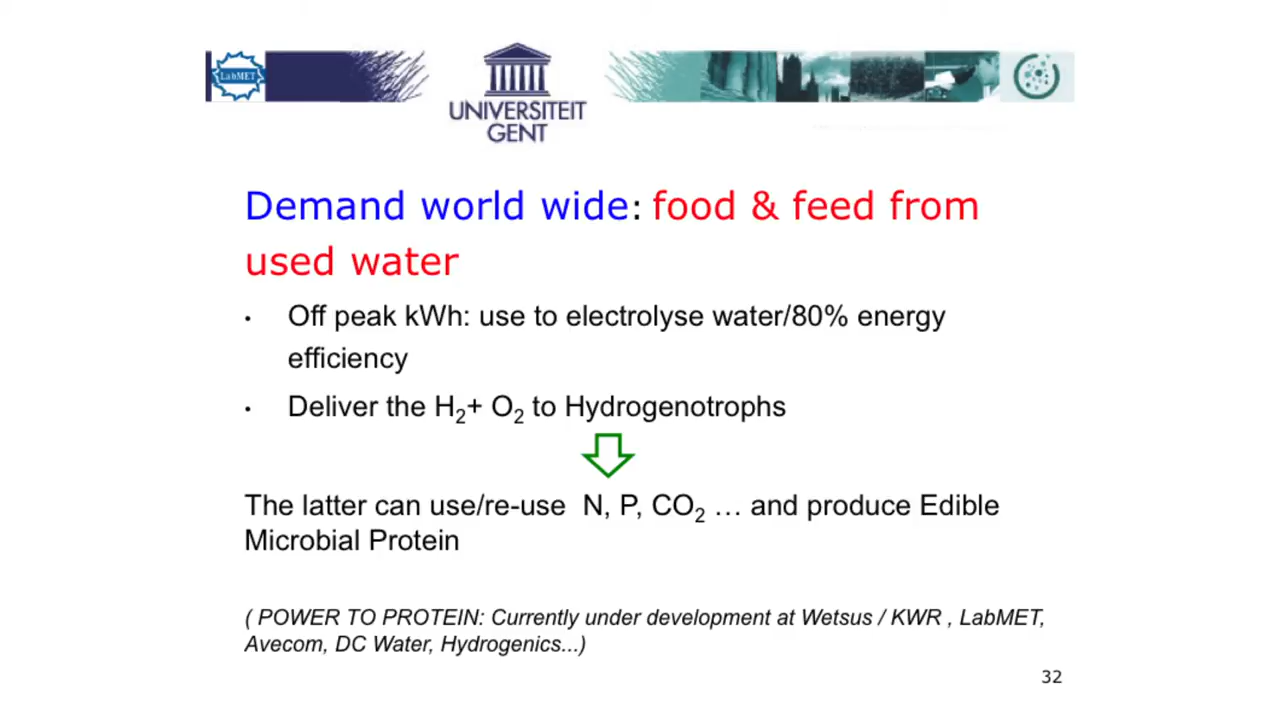 LabMET
UNIVERSITEIT
GENT
Demand world wide: food & feed from
used water
• Off peak kWh: use to electrolyse water/80% energy
efficiency
• Deliver the H₂+ O₂ to Hydrogenotrophs
The latter can use/re-use N, P, CO₂ … and produce Edible
Microbial Protein
( POWER TO PROTEIN: Currently under development at Wetsus / KWR , LabMET,
Avecom, DC Water, Hydrogenics...)
32